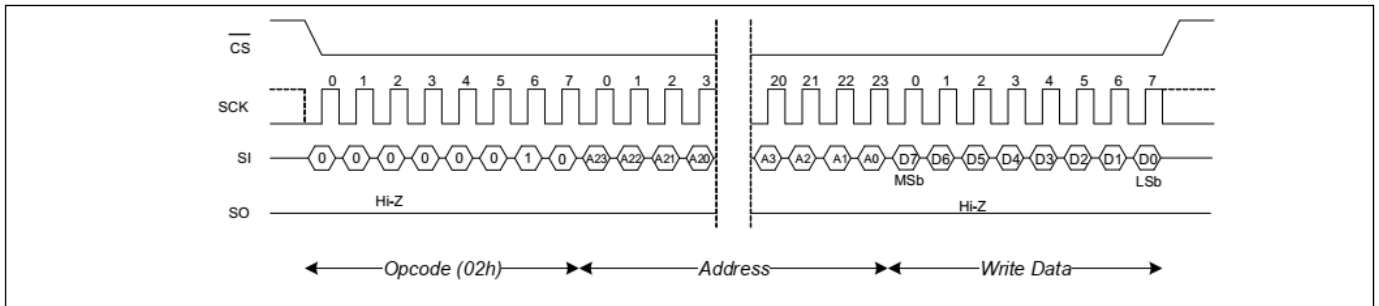 CS
0 1 2 3 4 5 6 7 0 1 2 3 20 21 22 23 0 1 2 3 4 5 6 7
SCK
SI 0 0 0 0 0 0 1 0 A23 A22 A21 A20 A3 A2 A1 A0 D7 D6 D5 D4 D3 D2 D1 D0
MSb LSb
Hi-Z Hi-Z
SO
Opcode (02h) Address Write Data